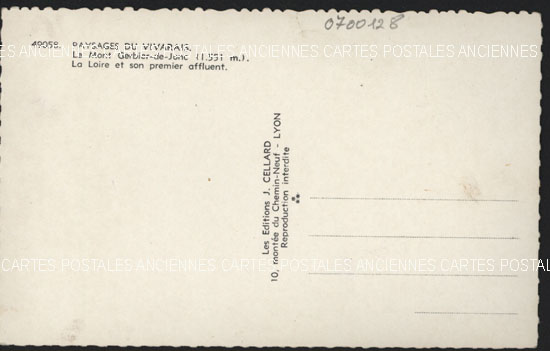 0700128
49058. PAYSAGES DU VIVARAIS.
Le Mont Gerbier-de-Jonc (1.551 m.).
La Loire et son premier affluent.
CARTES POSTALES ANCIENNES CARTES POSTALES ANCIENNES CARTES POSTALES ANCIENNES
Les Editions J. CELLARD
10, montée du Chemin-Neuf - LYON
Reproduction interdite
CARTES POSTALES ANCIENNES CARTES POSTALES ANCIENNES CARTES POSTALES